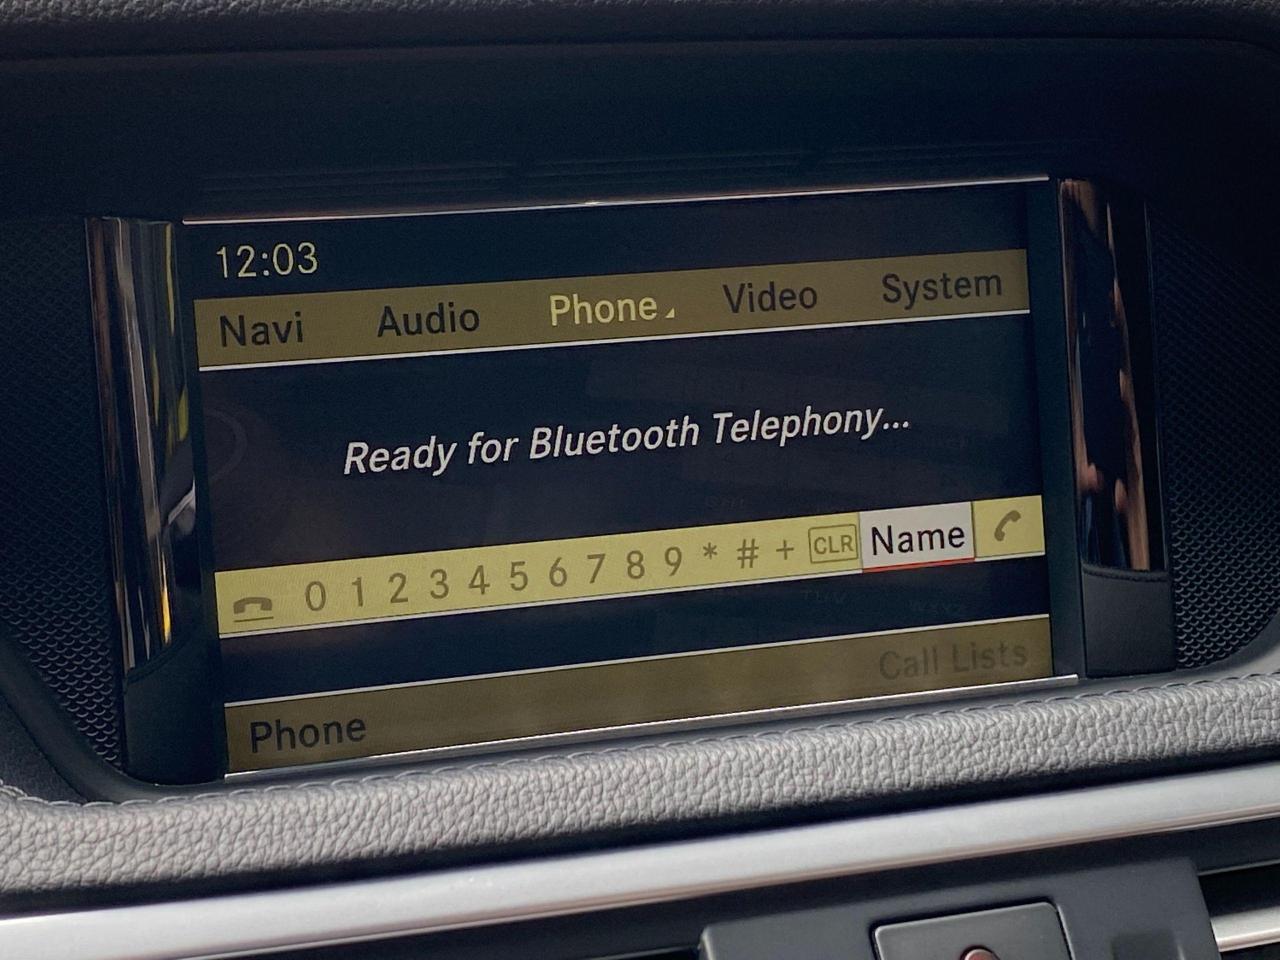 12:03
Navi Audio Phone Video System
Ready for Bluetooth Telephony...
0 1 2 3 4 5 6 7 8 9 * # + CLR Name
Call Lists
Phone